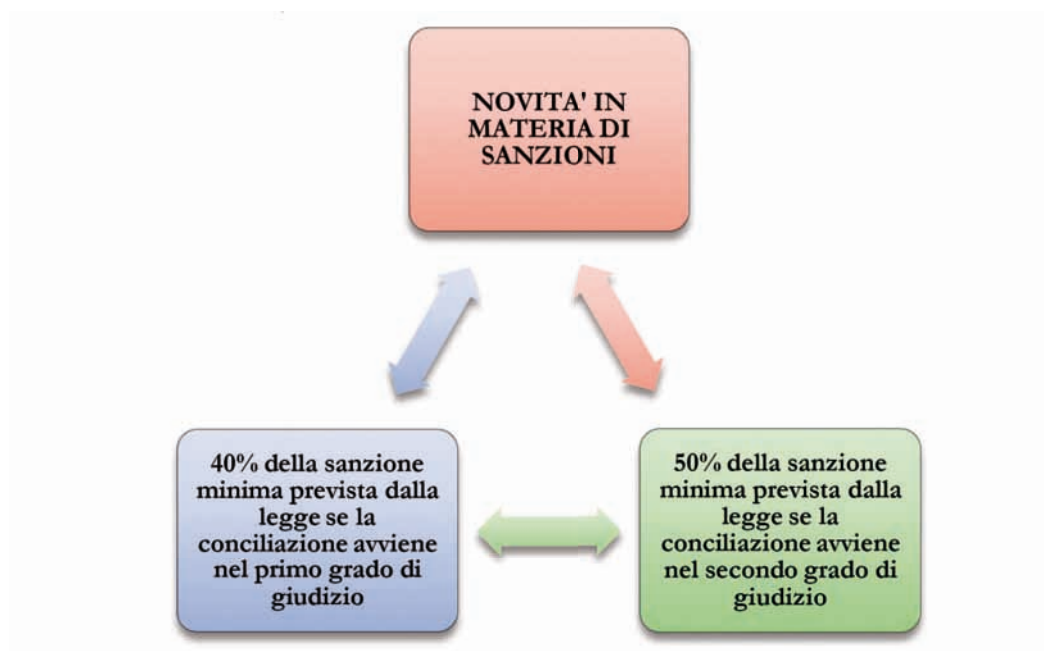 NOVITA' IN
MATERIA DI
SANZIONI
40% della sanzione
minima prevista dalla
legge se la
conciliazione avviene
nel primo grado di
giudizio
50% della sanzione
minima prevista dalla
legge se la
conciliazione avviene
nel secondo grado di
giudizio